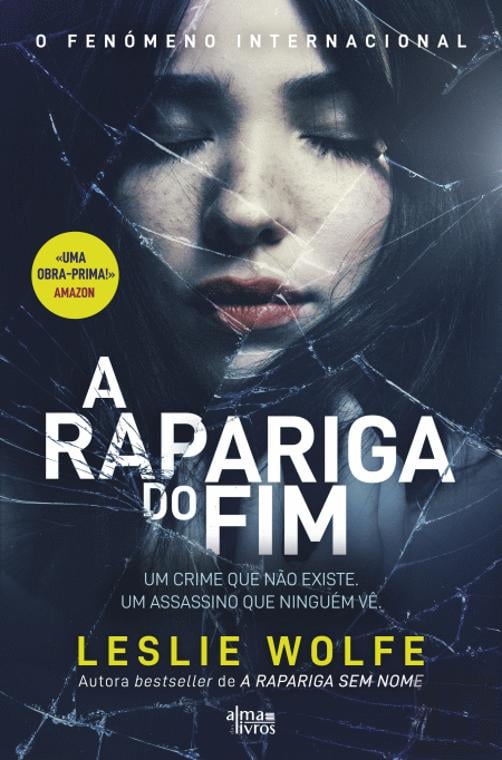 O FENÓMENO INTERNACIONAL
«UMA
OBRA-PRIMA!»
AMAZON
A
RAPARIGA
DO FIM
UM CRIME QUE NÃO EXISTE.
UM ASSASSINO QUE NINGUÉM VÊ.
LESLIE WOLFE
Autora bestseller de A RAPARIGA SEM NOME
alma
dos livros